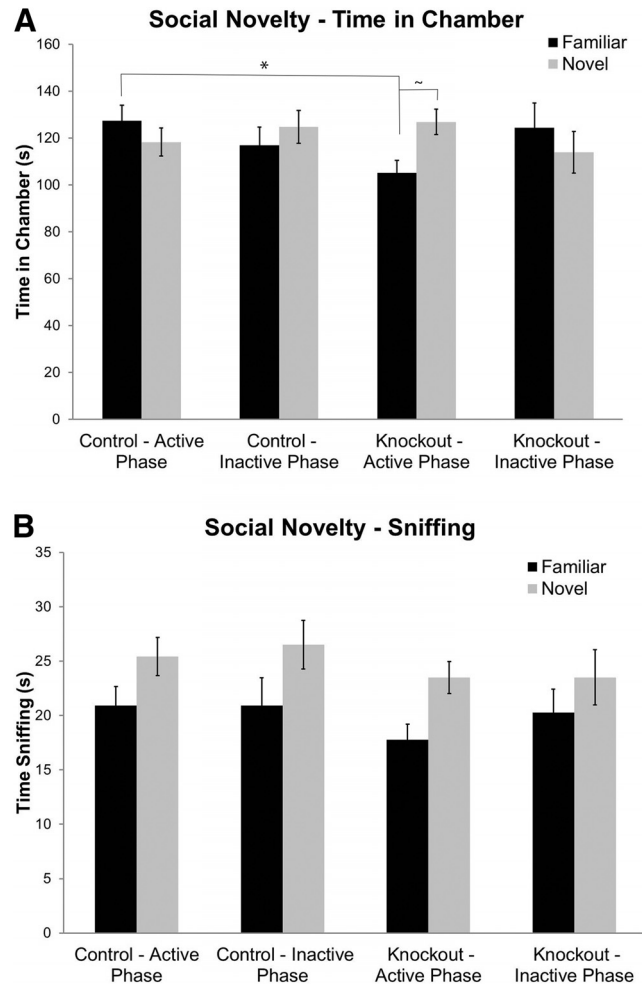 A
Social Novelty - Time in Chamber
Familiar
Novel
160
140
120
100
80
60
40
20
0
Time in Chamber (s)
*
~
Control - Active
Phase
Control -
Inactive Phase
Knockout -
Active Phase
Knockout -
Inactive Phase
B
Social Novelty - Sniffing
Familiar
Novel
35
30
25
20
15
10
5
0
Time Sniffing (s)
Control - Active
Phase
Control - Inactive
Phase
Knockout -
Active Phase
Knockout -
Inactive Phase